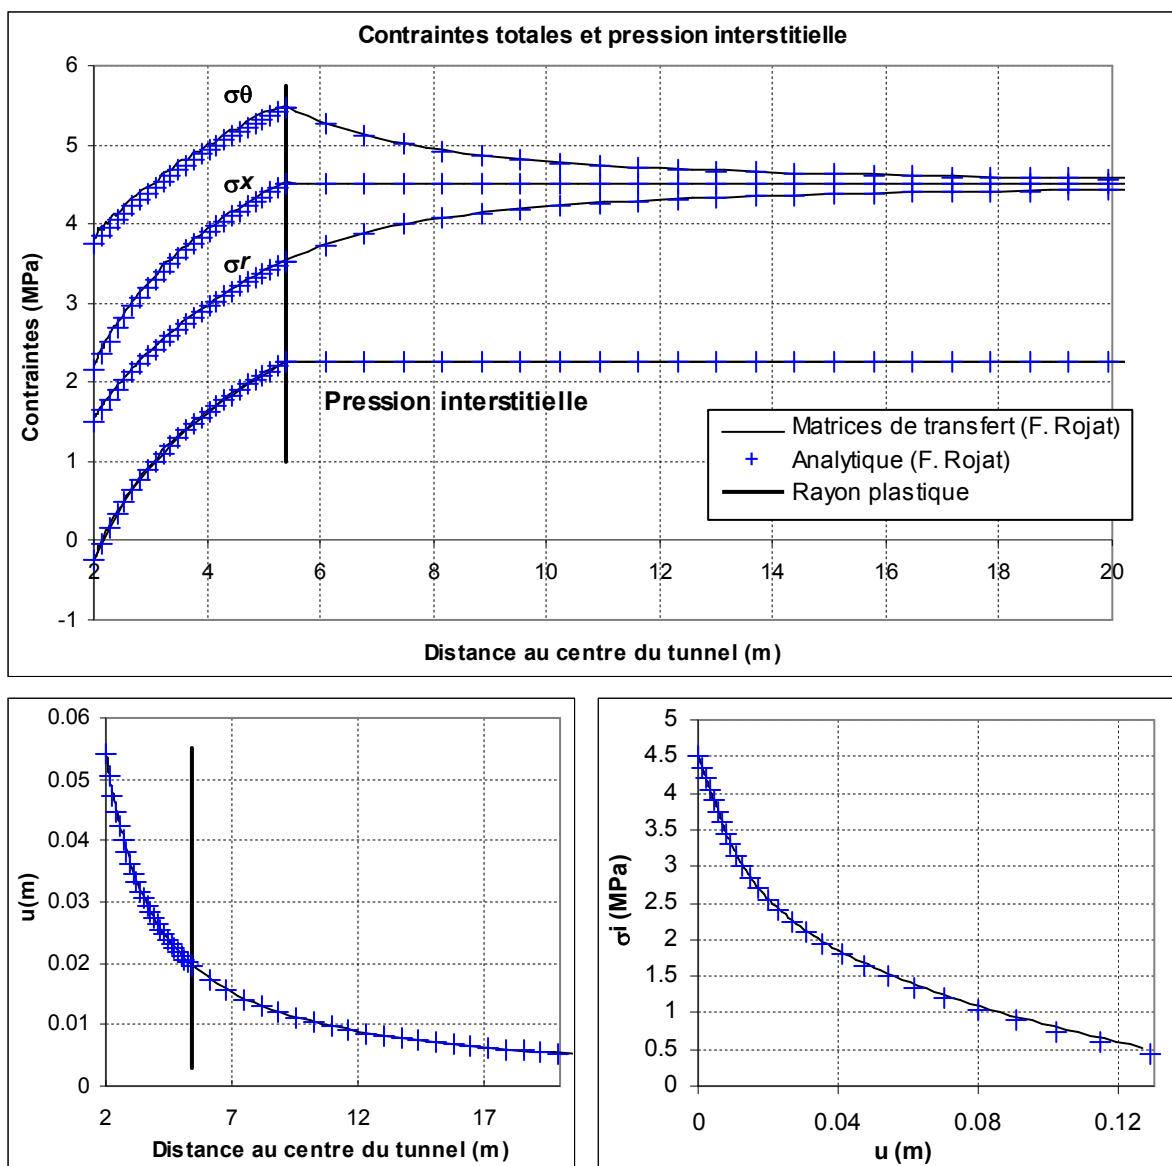 Contraintes totales et pression interstitielle
6
5
4
3
2
1
0
-1
Contraintes (MPa)
σθ
σx
σr
Pression interstitielle
Matrices de transfert (F. Rojat)
Analytique (F. Rojat)
Rayon plastique
2 4 6 8 10 12 14 16 18 20
Distance au centre du tunnel (m)
0.06
0.05
0.04
0.03
0.02
0.01
0
u(m)
2 7 12 17
Distance au centre du tunnel (m)
5
4.5
4
3.5
3
2.5
2
1.5
1
0.5
0
σi (MPa)
0 0.04 0.08 0.12
u (m)